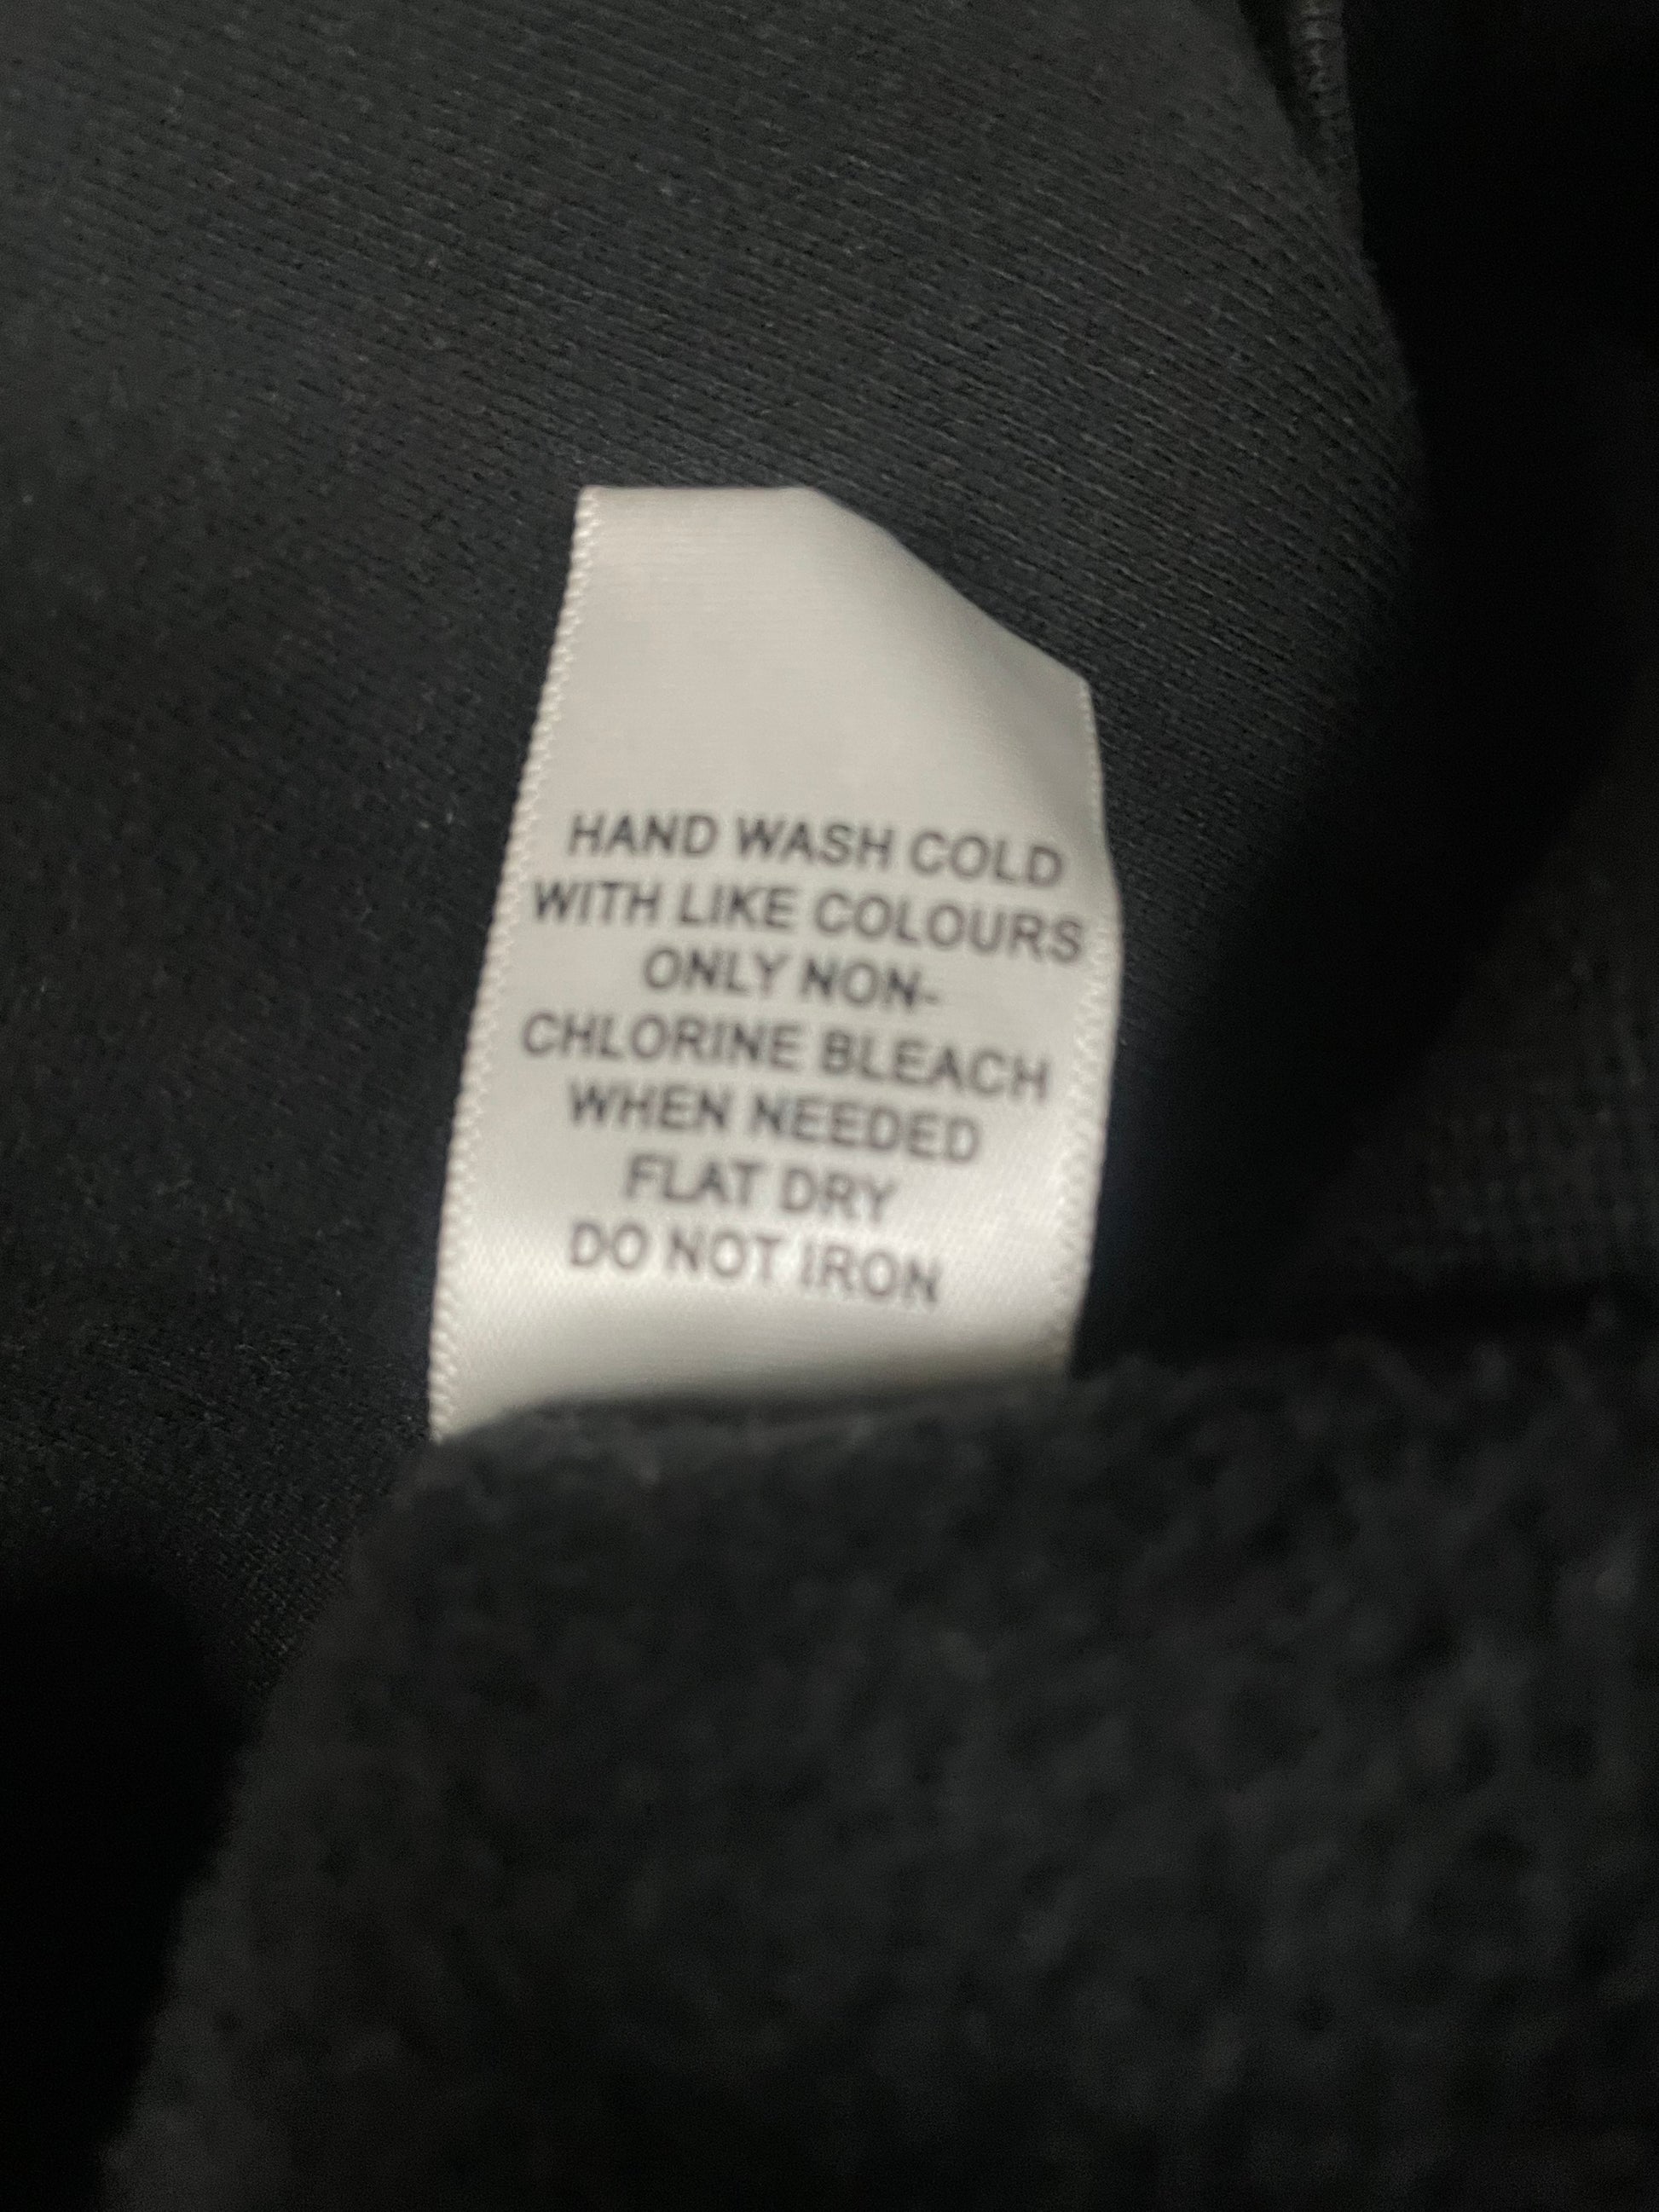 HAND WASH COLD
WITH LIKE COLOURS
ONLY NON-
CHLORINE BLEACH
WHEN NEEDED
FLAT DRY
DO NOT IRON